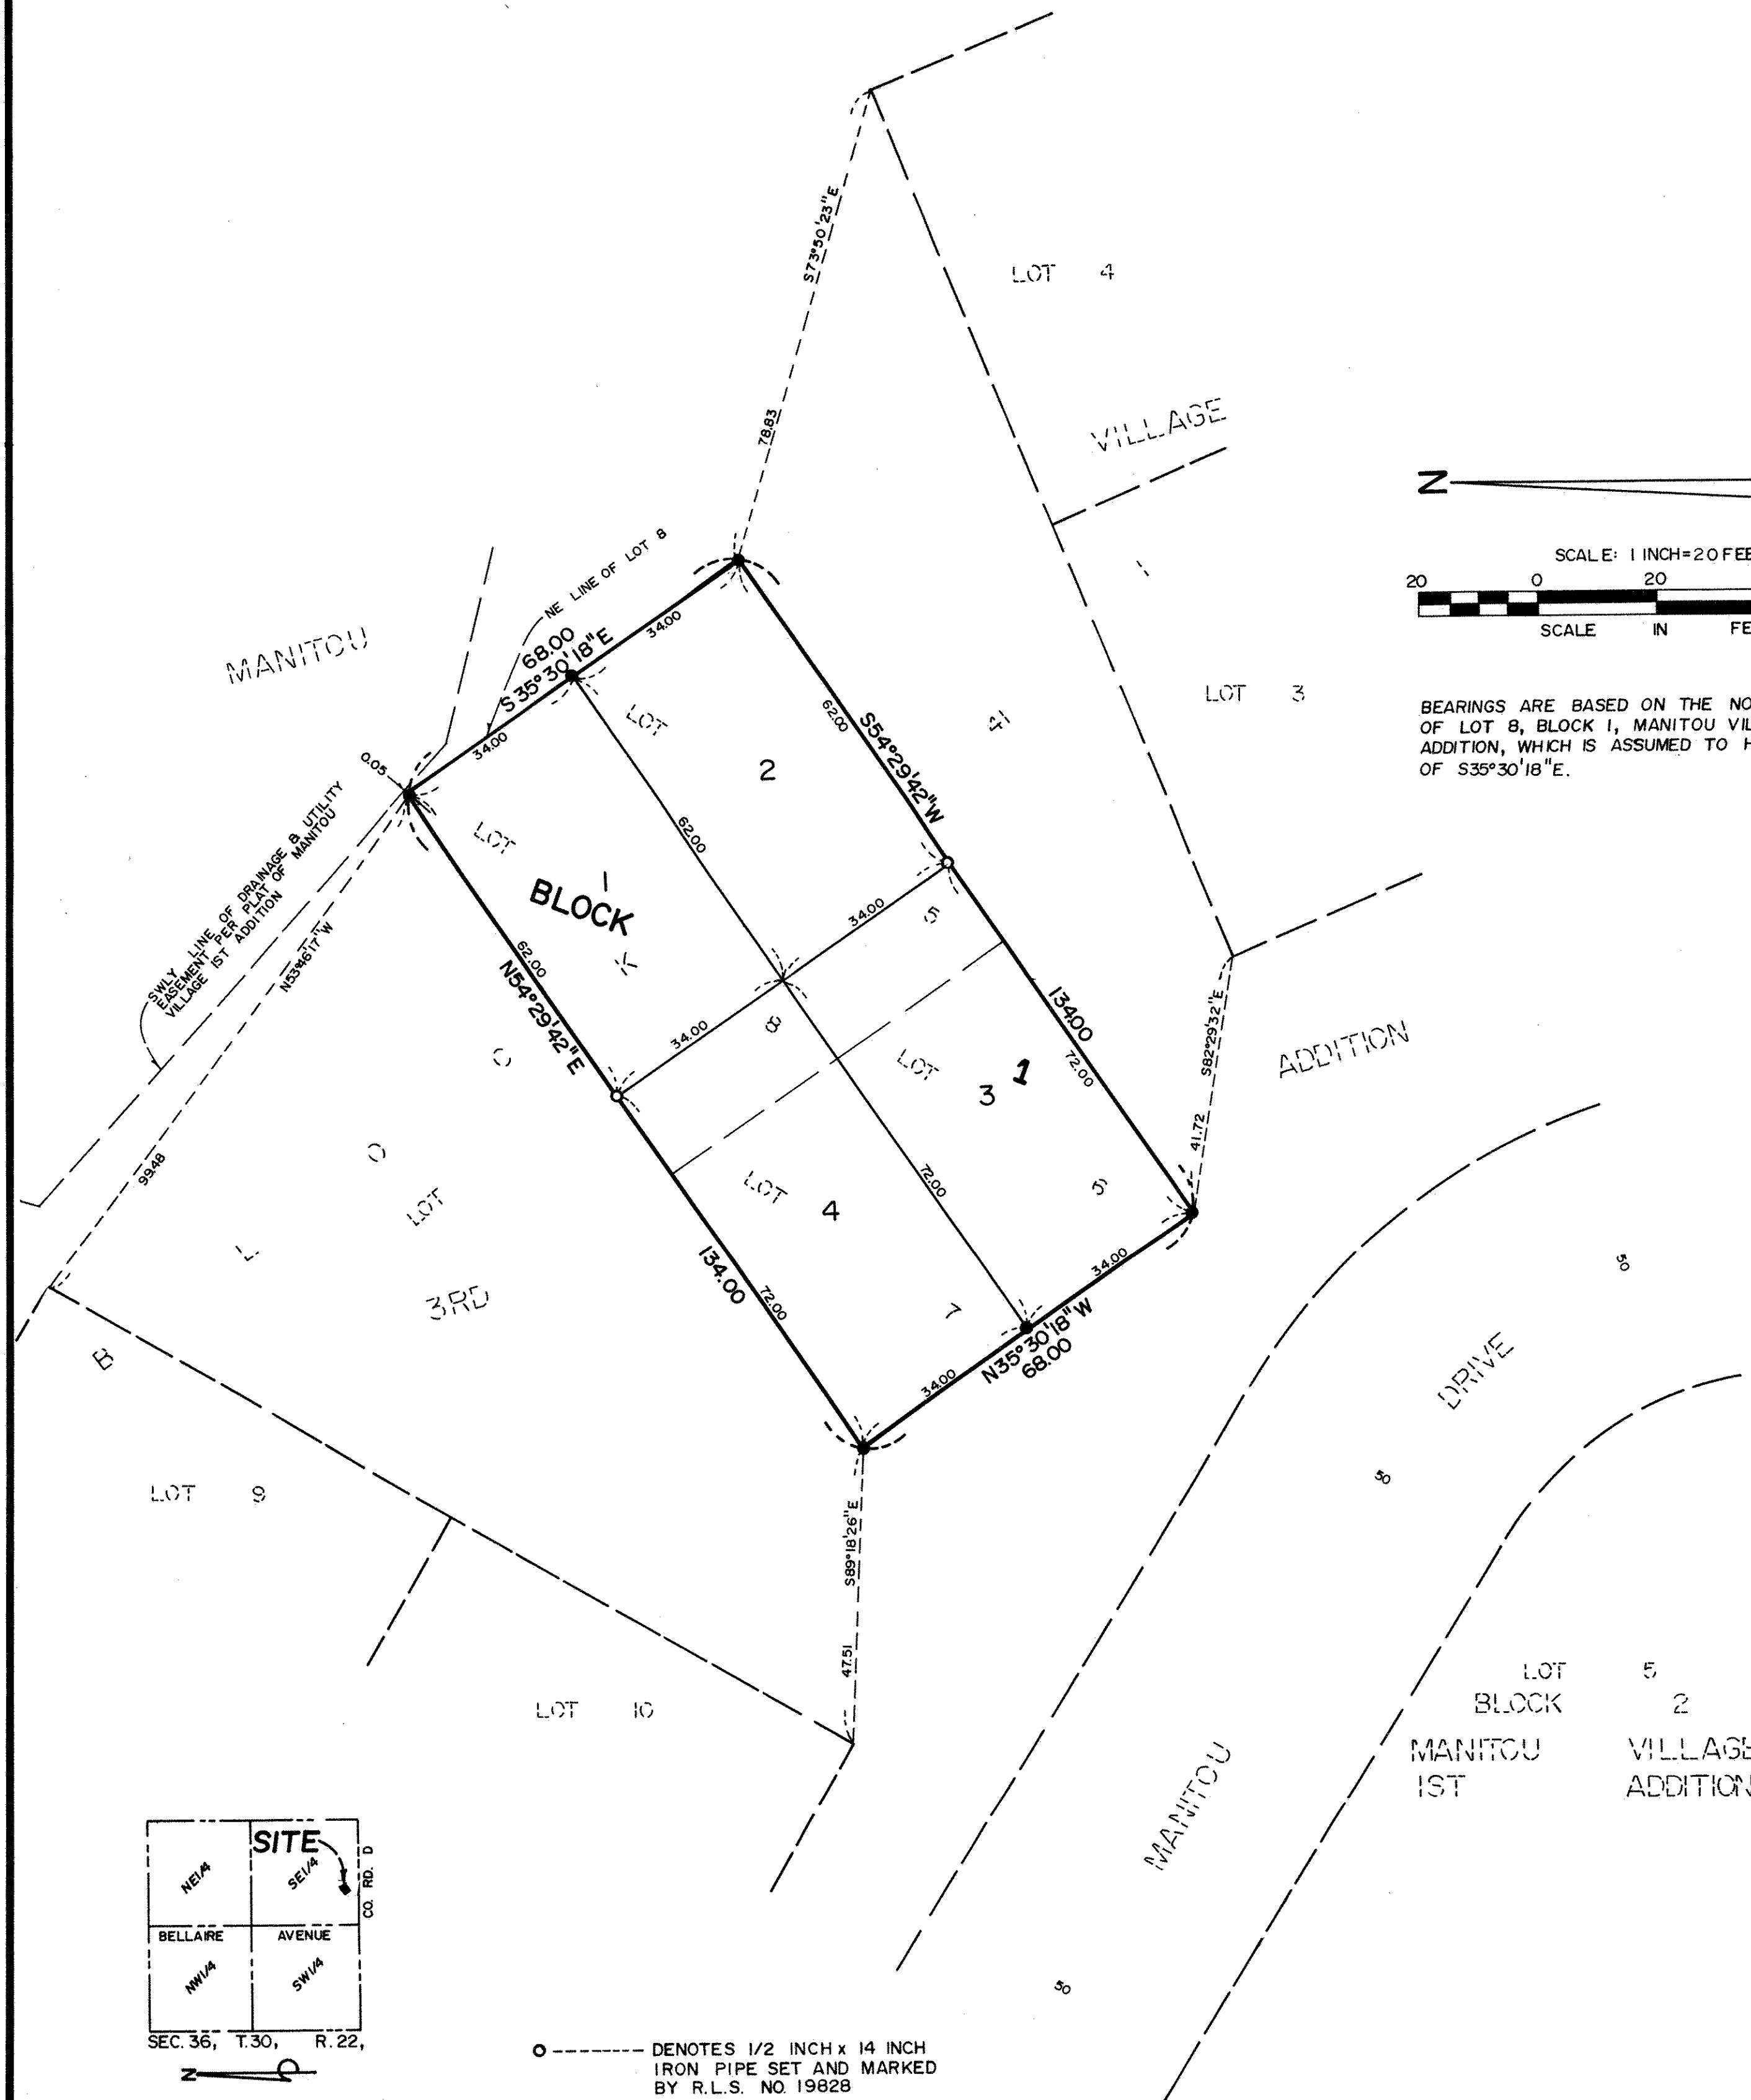 S73°50'23"E
78.83
LOT 4
VILLAGE
N
SCALE: 1 INCH=20 FEE
20 0 20
SCALE IN FE
BEARINGS ARE BASED ON THE NO
OF LOT 8, BLOCK 1, MANITOU VIL
ADDITION, WHICH IS ASSUMED TO H
OF S35°30'18"E.
LOT 3
MANITOU
NE LINE OF LOT 8
68.00
S35°30'18"E
34.00
34.00
0.05
SWLY LINE OF DRAINAGE & UTILITY
EASEMENT PER PLAT OF MANITOU
VILLAGE 1ST ADDITION
N53°46'17"W
99.48
LOT
2
62.00
S54°29'42"W
41
LOT
1
BLOCK
62.00
62.00
N54°29'42"E
34.00
34.00
5
8
LOT
3
1
134.00
72.00
S82°29'32"E
41.72
ADDITION
B L O C K
LOT
3RD
LOT
4
72.00
134.00
72.00
6
7
34.00
34.00
N35°30'18"W
68.00
S89°18'26"E
47.51
LOT 9
LOT 10
50
DRIVE
50
MANITOU
50
LOT 5
BLOCK 2
MANITOU VILLAGE
1ST ADDITION
SITE
NE1/4
SE1/4
CO. RD. D
BELLAIRE AVENUE
NW1/4
SW1/4
SEC. 36, T.30, R.22,
N
DENOTES 1/2 INCH x 14 INCH
IRON PIPE SET AND MARKED
BY R.L.S. NO. 19828